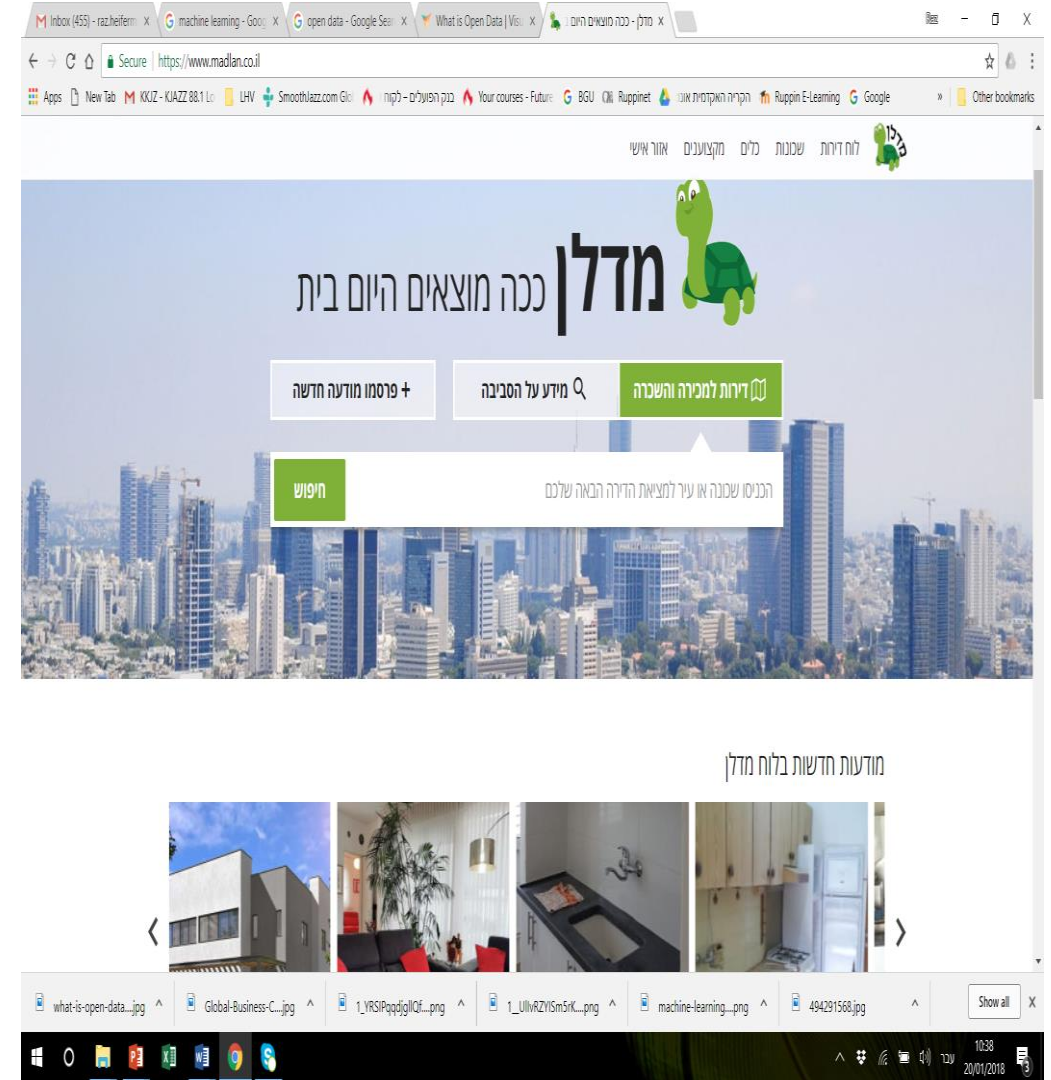 Inbox (455) - raz.heiferm
machine learning - Goog
open data - Google Sear
What is Open Data | Visu
מדלן - ככה מוצאים היום
Secure | https://www.madlan.co.il
Apps New Tab KKJZ - KJAZZ 88.1 Lo LHV SmoothJazz.com Glo בנק הפועלים – לקוח Your courses - Future BGU Ruppinet הקריה האקדמית אונו Ruppin E-Learning Google » Other bookmarks
מדלן לוח דירות שכונות כלים מקצוענים אזור אישי
מדלן ככה מוצאים היום בית
דירות למכירה והשכרה מידע על הסביבה + פרסמו מודעה חדשה
הכניסו שכונה או עיר למציאת הדירה הבאה שלכם חיפוש
מודעות חדשות בלוח מדלן
what-is-open-data....jpg Global-Business-C....jpg machine-learning....png 494291568.jpg Show all
עבר 10:38
20/01/2018
3